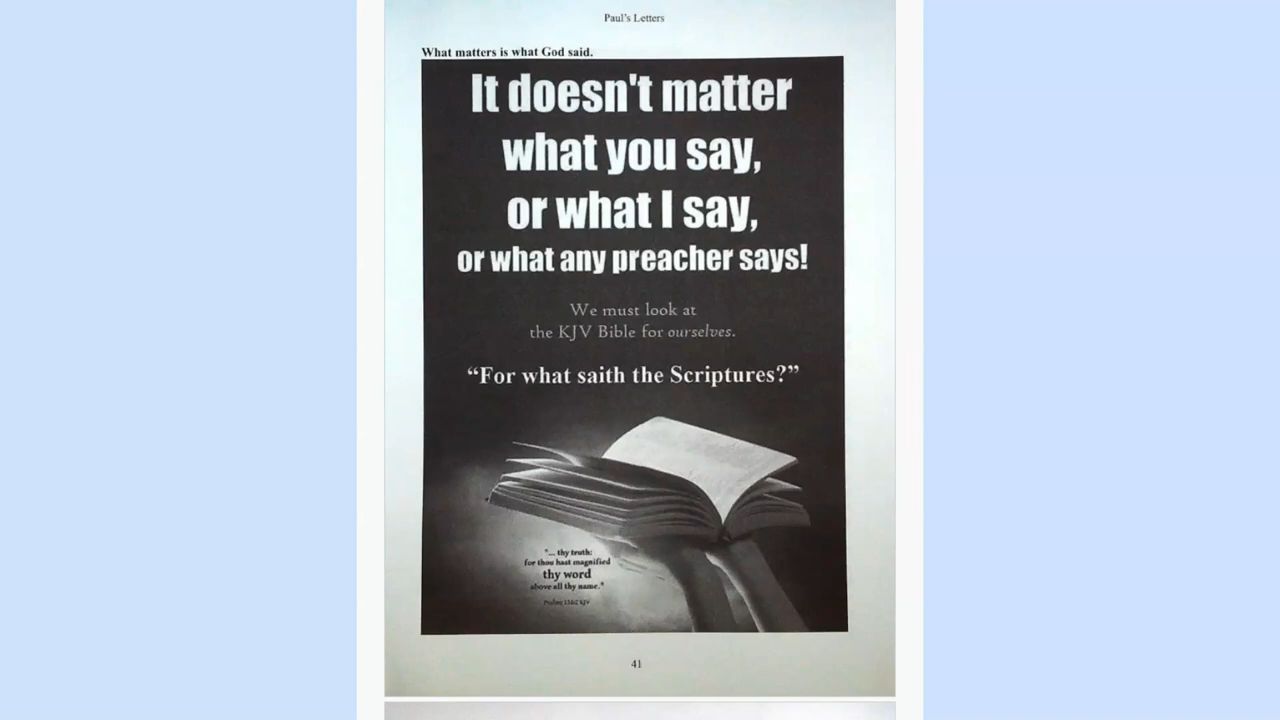 Paul's Letters
What matters is what God said.
It doesn't matter
what you say,
or what I say,
or what any preacher says!
We must look at
the KJV Bible for ourselves.
“For what saith the Scriptures?”
"... thy truth:
for thou hast magnified
thy word
above all thy name."
KJV
41